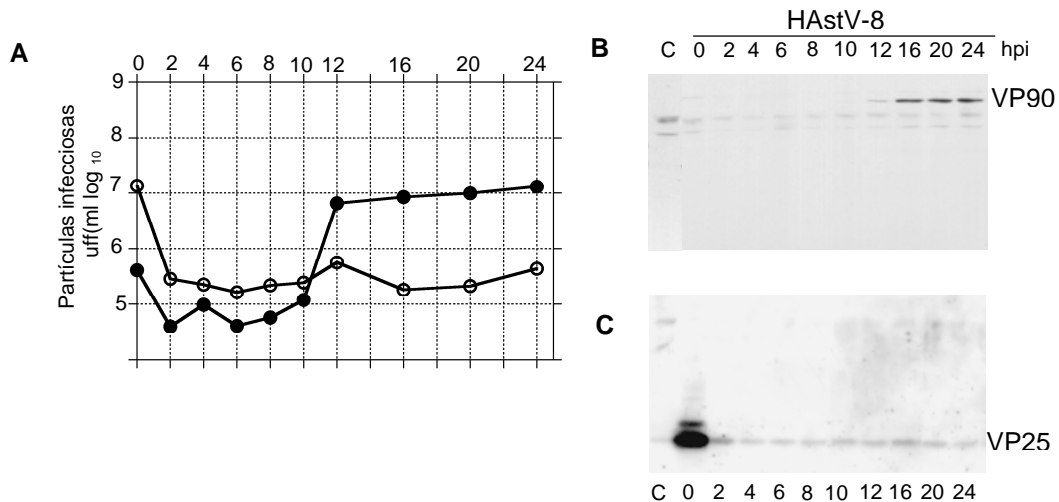 A
0 2 4 6 8 10 12 16 20 24
9
8
7
6
5
Partículas infecciosas
uff(ml log 10
HAstV-8
B
C 0 2 4 6 8 10 12 16 20 24 hpi
VP90
C
VP25
C 0 2 4 6 8 10 12 16 20 24